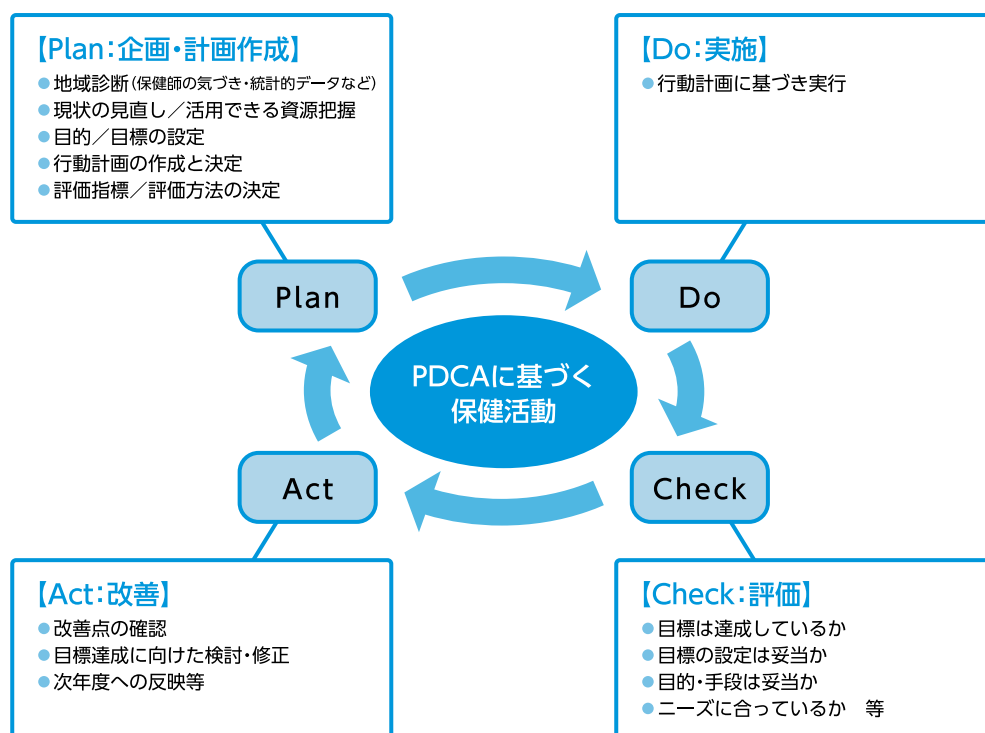 【Plan：企画・計画作成】
●地域診断（保健師の気づき・統計的データなど）
●現状の見直し／活用できる資源把握
●目的／目標の設定
●行動計画の作成と決定
●評価指標／評価方法の決定
【Do：実施】
●行動計画に基づき実行
Plan
Do
PDCAに基づく
保健活動
Act
Check
【Act：改善】
●改善点の確認
●目標達成に向けた検討・修正
●次年度への反映等
【Check：評価】
●目標は達成しているか
●目標の設定は妥当か
●目的・手段は妥当か
●ニーズに合っているか　等